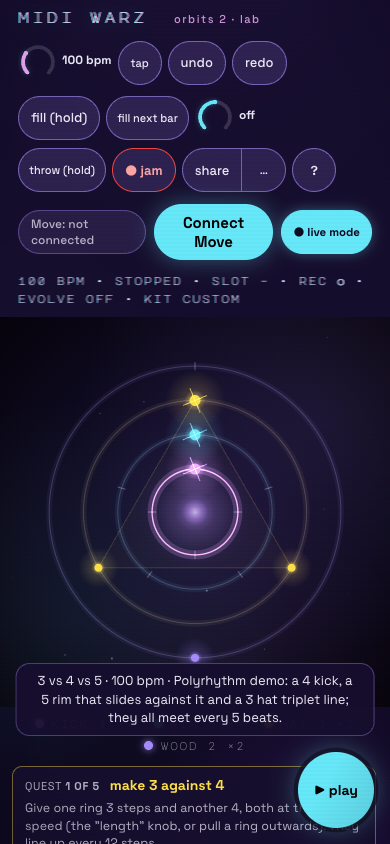 MIDI WARZ orbits 2 · lab
100 bpm tap undo redo
fill (hold) fill next bar off
throw (hold) jam share … ?
Move: not connected
Connect Move
live mode
100 BPM · STOPPED · SLOT – · REC o ·
EVOLVE OFF · KIT CUSTOM
3 vs 4 vs 5 · 100 bpm · Polyrhythm demo: a 4 kick, a
5 rim that slides against it and a 3 hat triplet line;
they all meet every 5 beats.
WOOD 2 ×2
QUEST 1 OF 5 make 3 against 4
play
Give one ring 3 steps and another 4, both at
speed (the "length" knob, or pull a ring outwards)
line up every 12 steps